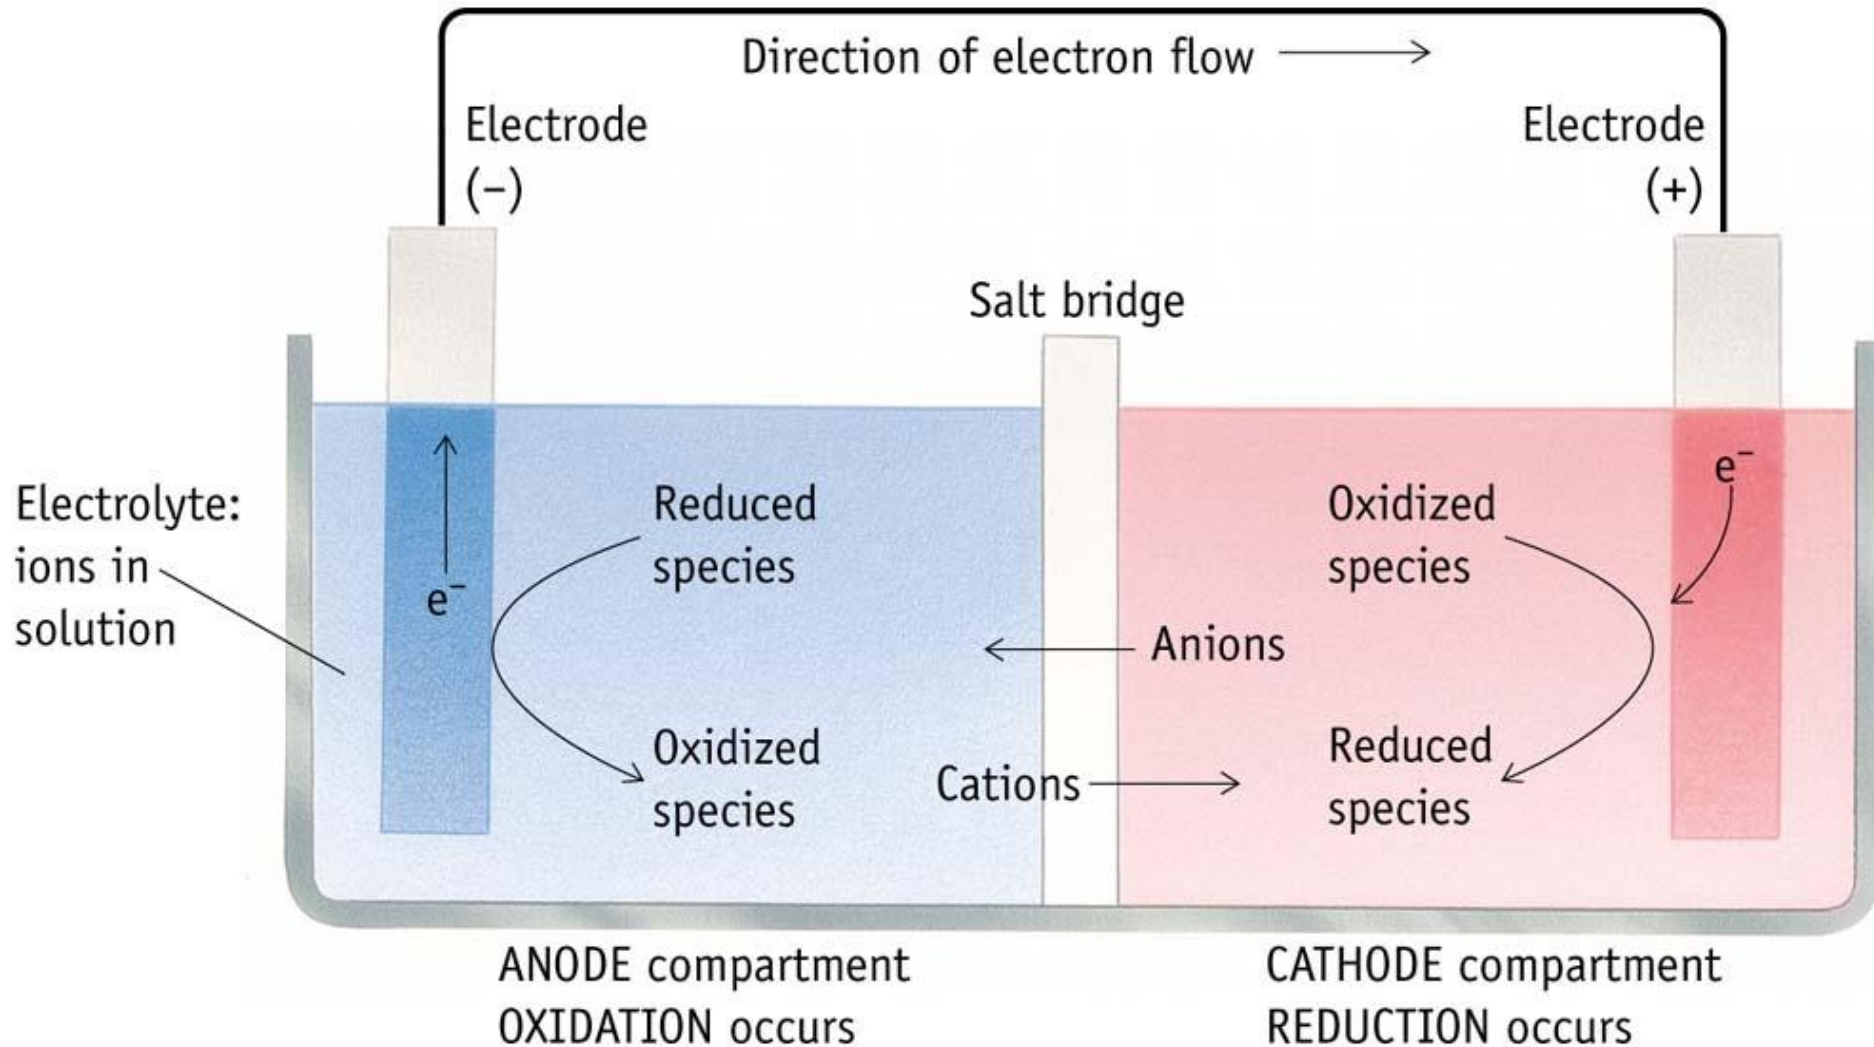 Direction of electron flow
Electrode
(–)
Electrode
(+)
Salt bridge
Electrolyte:
ions in
solution
e⁻
Reduced
species
Oxidized
species
Anions
Cations
Oxidized
species
Reduced
species
e⁻
ANODE compartment
OXIDATION occurs
CATHODE compartment
REDUCTION occurs